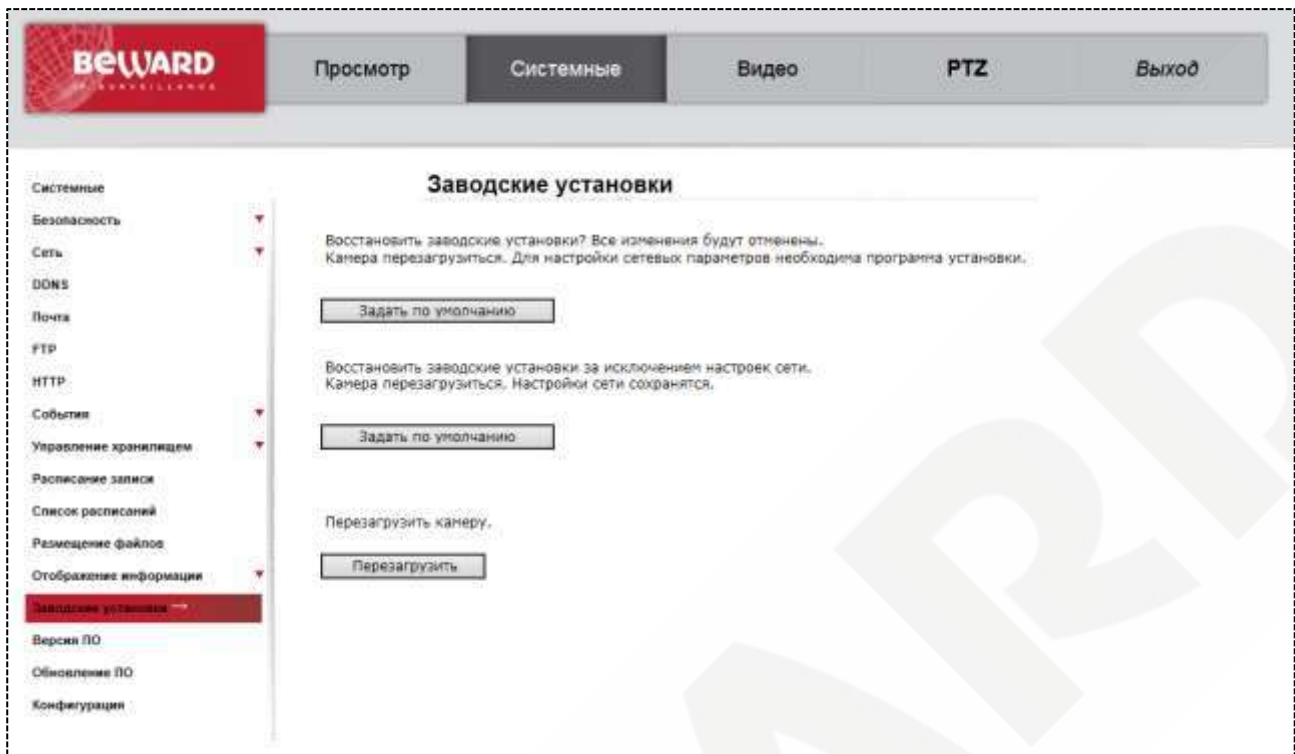 BEWARD
IP SURVEILLANCE
Просмотр
Системные
Видео
PTZ
Выход
Заводские установки
Системные
Безопасность
Сеть
DDNS
Почта
FTP
HTTP
События
Управление хранилищем
Расписание записи
Список расписаний
Размещение файлов
Отображение информации
Заводские установки →
Версия ПО
Обновление ПО
Конфигурация
Восстановить заводские установки? Все изменения будут отменены.
Камера перезагрузиться. Для настройки сетевых параметров необходима программа установки.
Задать по умолчанию
Восстановить заводские установки за исключением настроек сети.
Камера перезагрузиться. Настройки сети сохранятся.
Задать по умолчанию
Перезагрузить камеру.
Перезагрузить